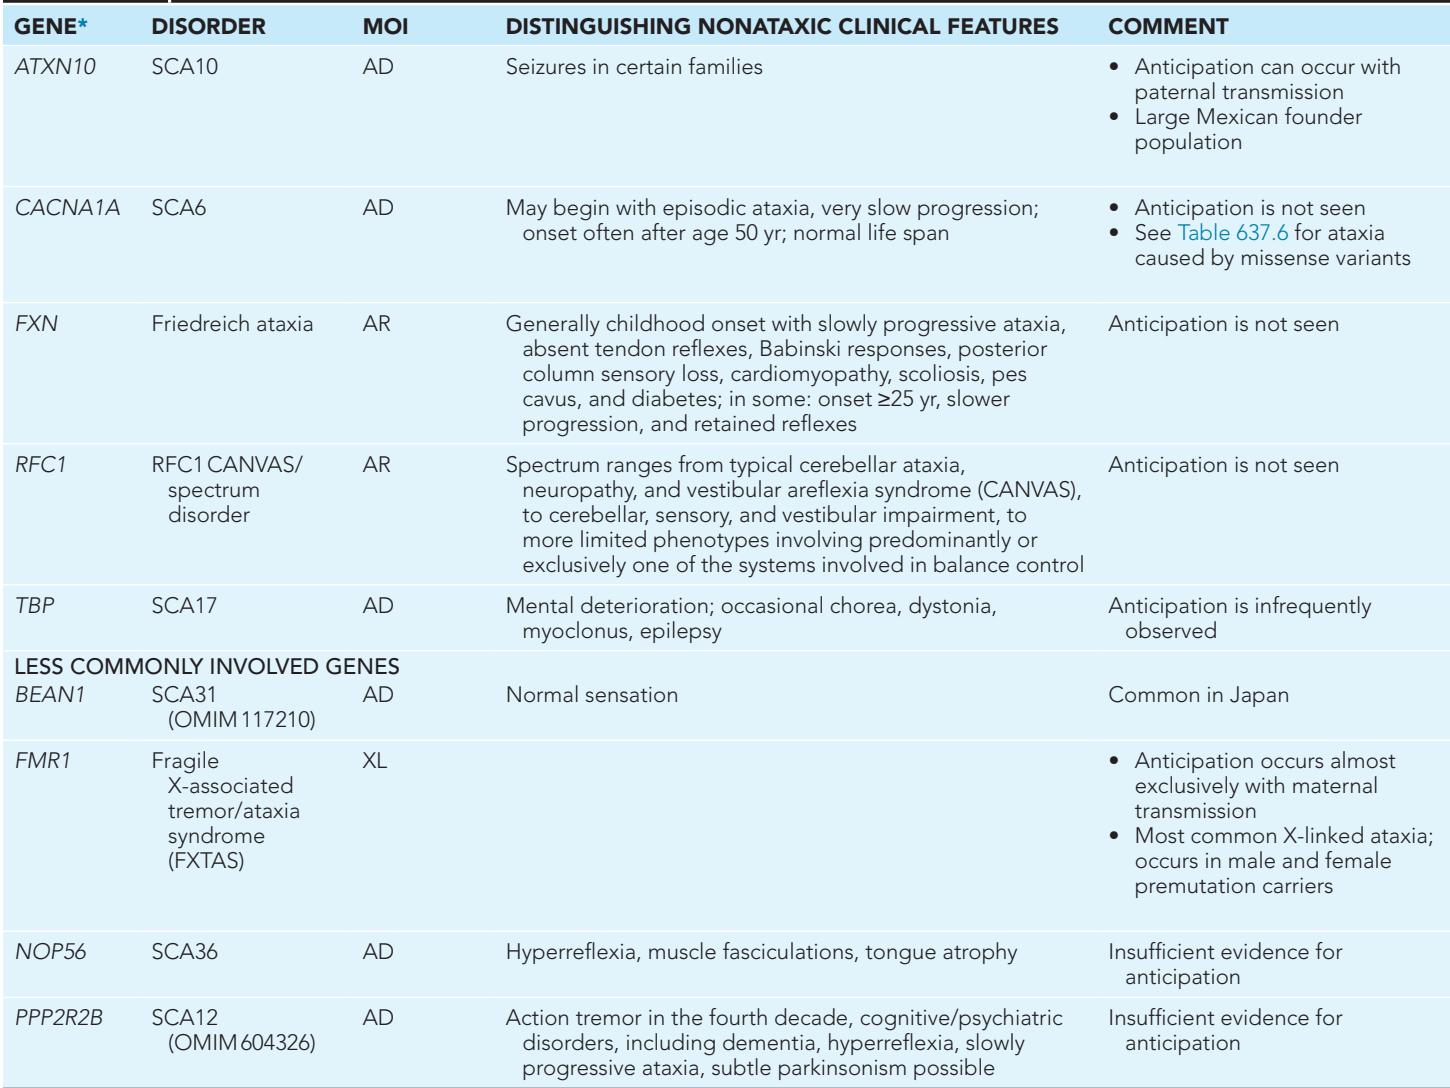 GENE* DISORDER MOI DISTINGUISHING NONATAXIC CLINICAL FEATURES COMMENT
ATXN10 SCA10 AD Seizures in certain families • Anticipation can occur with
paternal transmission
• Large Mexican founder
population
CACNA1A SCA6 AD May begin with episodic ataxia, very slow progression; • Anticipation is not seen
onset often after age 50 yr; normal life span • See Table 637.6 for ataxia
caused by missense variants
FXN Friedreich ataxia AR Generally childhood onset with slowly progressive ataxia, Anticipation is not seen
absent tendon reflexes, Babinski responses, posterior
column sensory loss, cardiomyopathy, scoliosis, pes
cavus, and diabetes; in some: onset ≥25 yr, slower
progression, and retained reflexes
RFC1 RFC1 CANVAS/ AR Spectrum ranges from typical cerebellar ataxia, Anticipation is not seen
spectrum neuropathy, and vestibular areflexia syndrome (CANVAS),
disorder to cerebellar, sensory, and vestibular impairment, to
more limited phenotypes involving predominantly or
exclusively one of the systems involved in balance control
TBP SCA17 AD Mental deterioration; occasional chorea, dystonia, Anticipation is infrequently
myoclonus, epilepsy observed
LESS COMMONLY INVOLVED GENES
BEAN1 SCA31 AD Normal sensation Common in Japan
(OMIM 117210)
FMR1 Fragile XL • Anticipation occurs almost
X-associated exclusively with maternal
tremor/ataxia transmission
syndrome • Most common X-linked ataxia;
(FXTAS) occurs in male and female
premutation carriers
NOP56 SCA36 AD Hyperreflexia, muscle fasciculations, tongue atrophy Insufficient evidence for
anticipation
PPP2R2B SCA12 AD Action tremor in the fourth decade, cognitive/psychiatric Insufficient evidence for
(OMIM 604326) disorders, including dementia, hyperreflexia, slowly anticipation
progressive ataxia, subtle parkinsonism possible